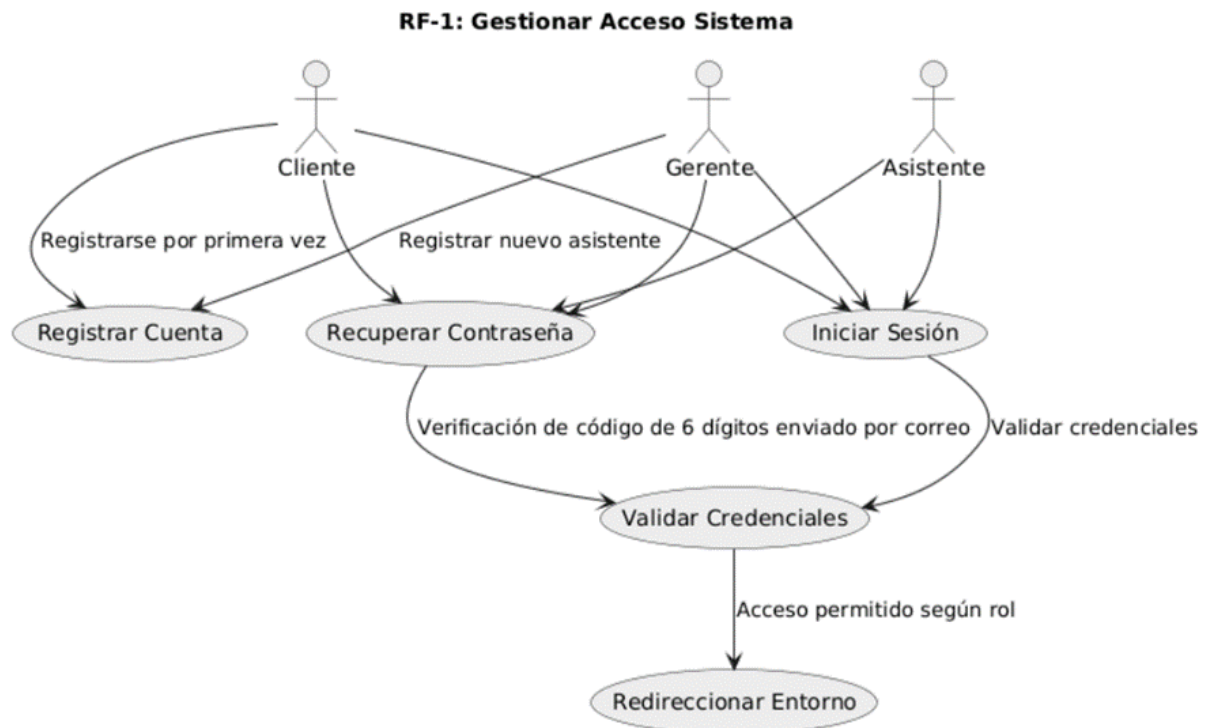 RF-1: Gestionar Acceso Sistema
Cliente
Gerente
Asistente
Registrarse por primera vez
Registrar nuevo asistente
Registrar Cuenta
Recuperar Contraseña
Iniciar Sesión
Verificación de código de 6 dígitos enviado por correo
Validar credenciales
Validar Credenciales
Acceso permitido según rol
Redireccionar Entorno